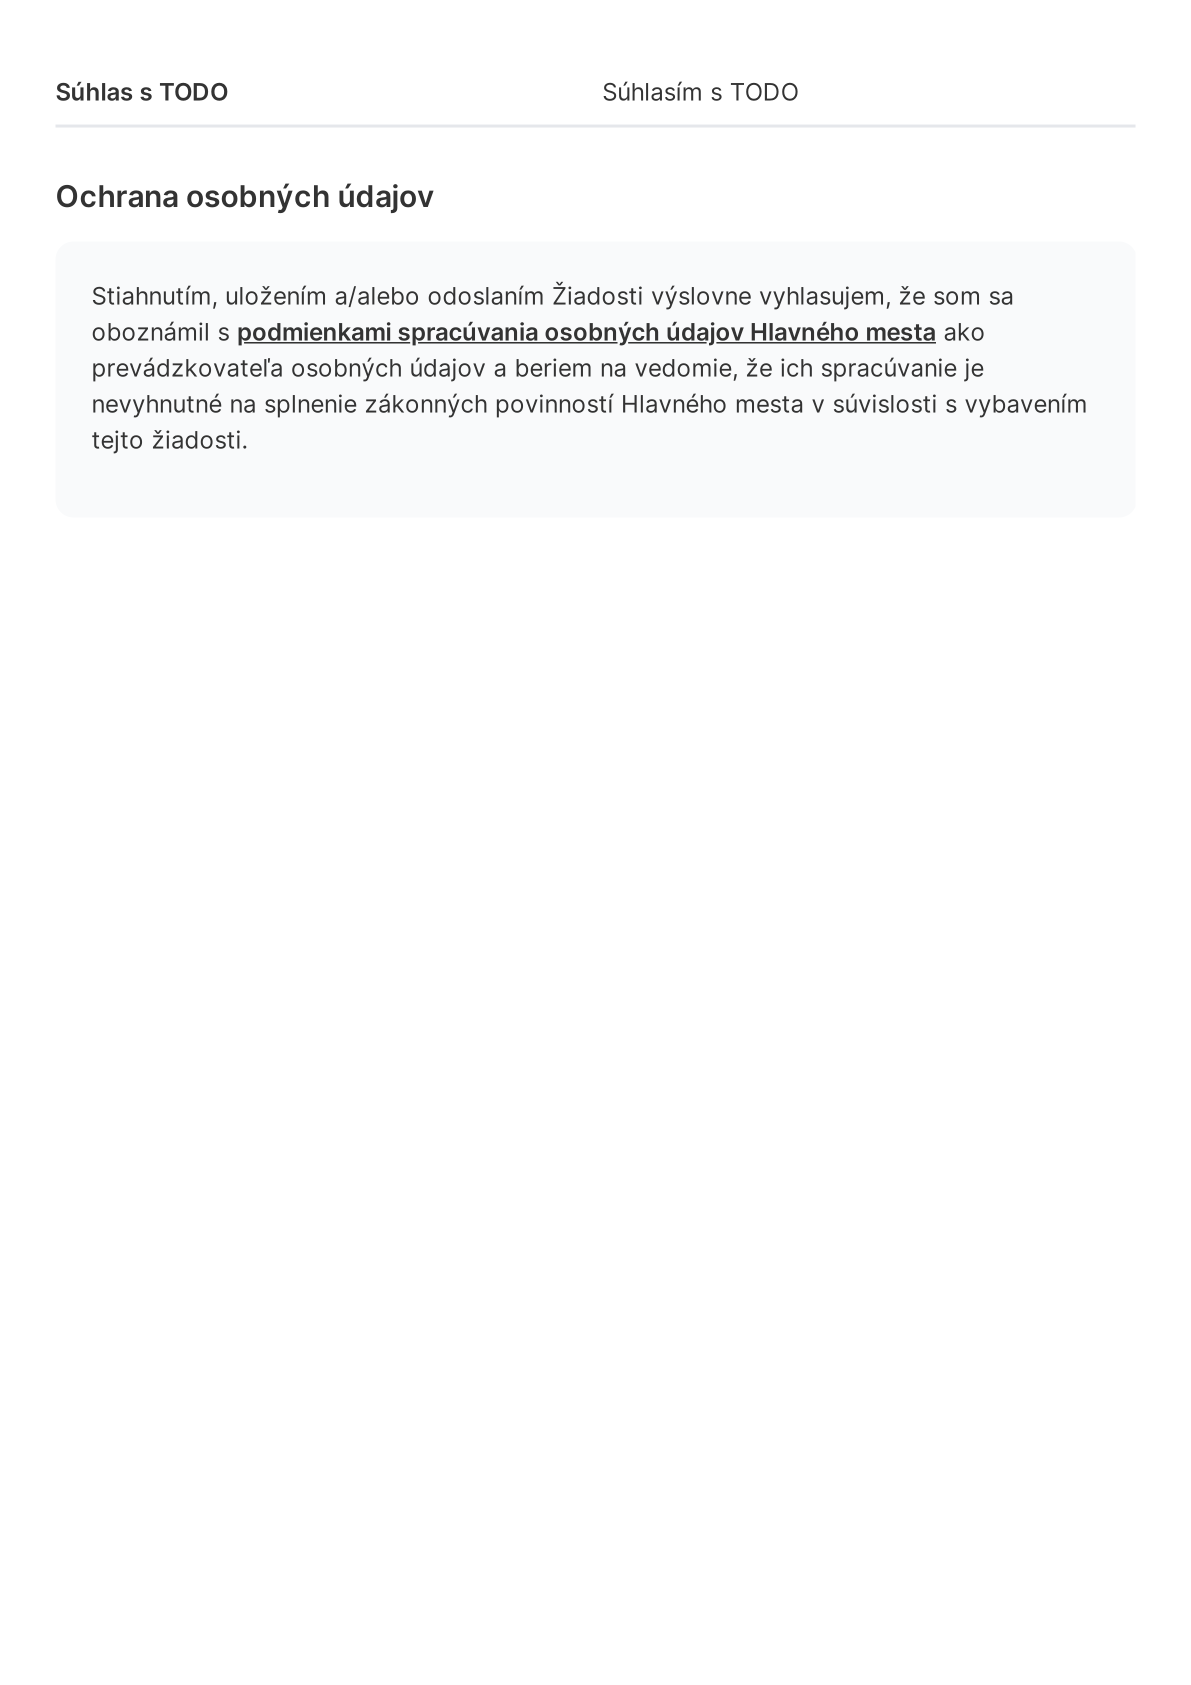 Súhlas s TODO
Súhlasím s TODO
Ochrana osobných údajov
Stiahnutím, uložením a/alebo odoslaním Žiadosti výslovne vyhlasujem, že som sa
oboznámil s podmienkami spracúvania osobných údajov Hlavného mesta ako
prevádzkovateľa osobných údajov a beriem na vedomie, že ich spracúvanie je
nevyhnutné na splnenie zákonných povinností Hlavného mesta v súvislosti s vybavením
tejto žiadosti.